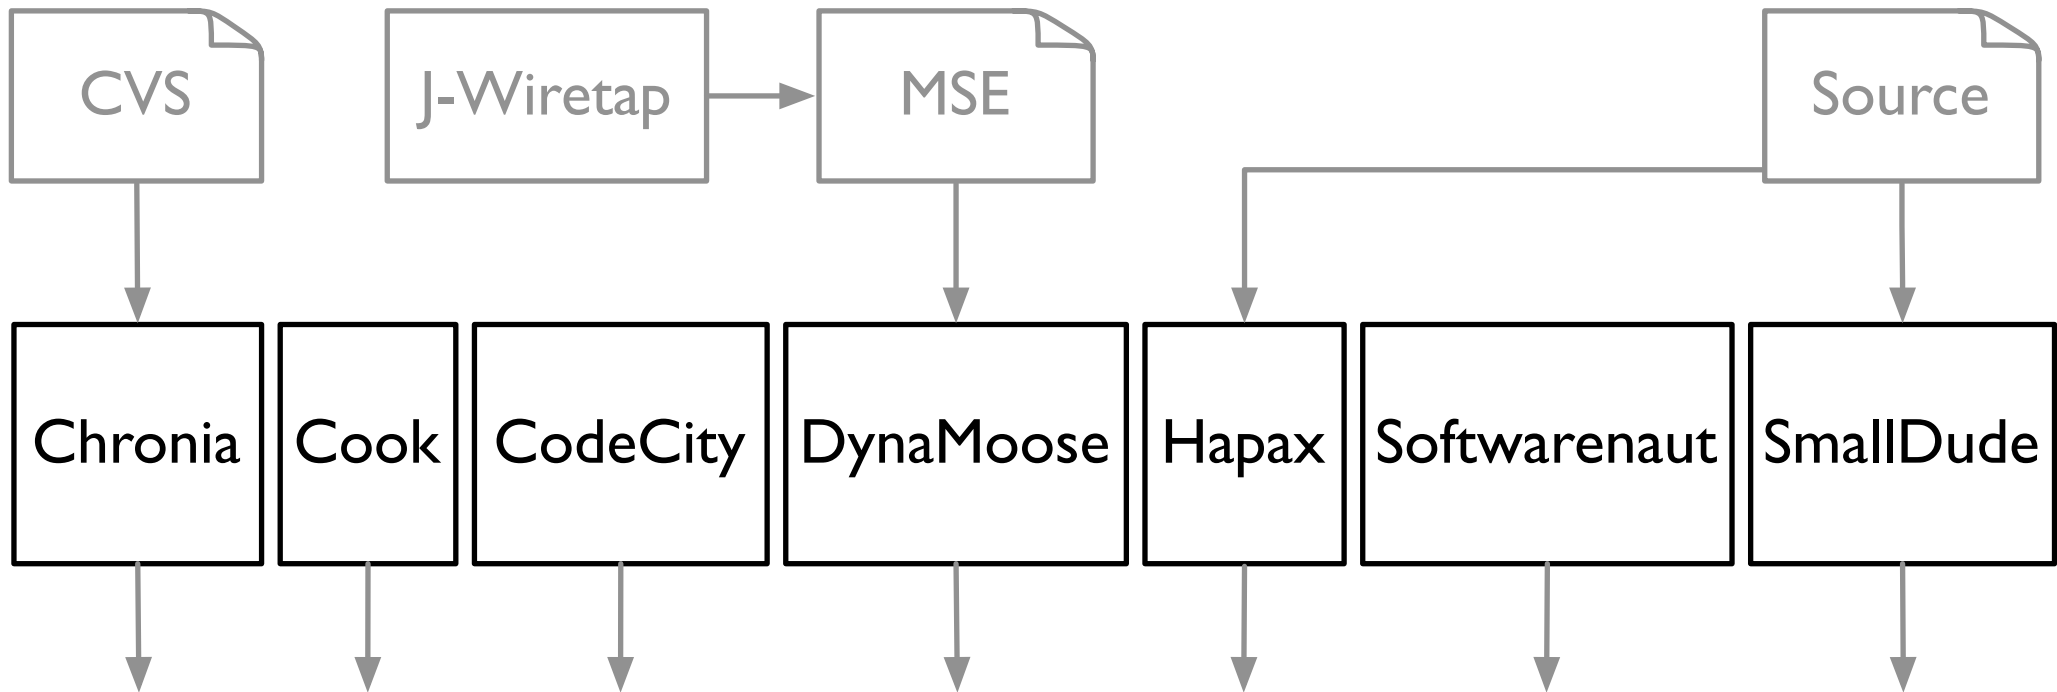 CVS
J-Wiretap
MSE
Source
Chronia
Cook
CodeCity
DynaMoose
Hapax
Softwarenaut
SmallDude